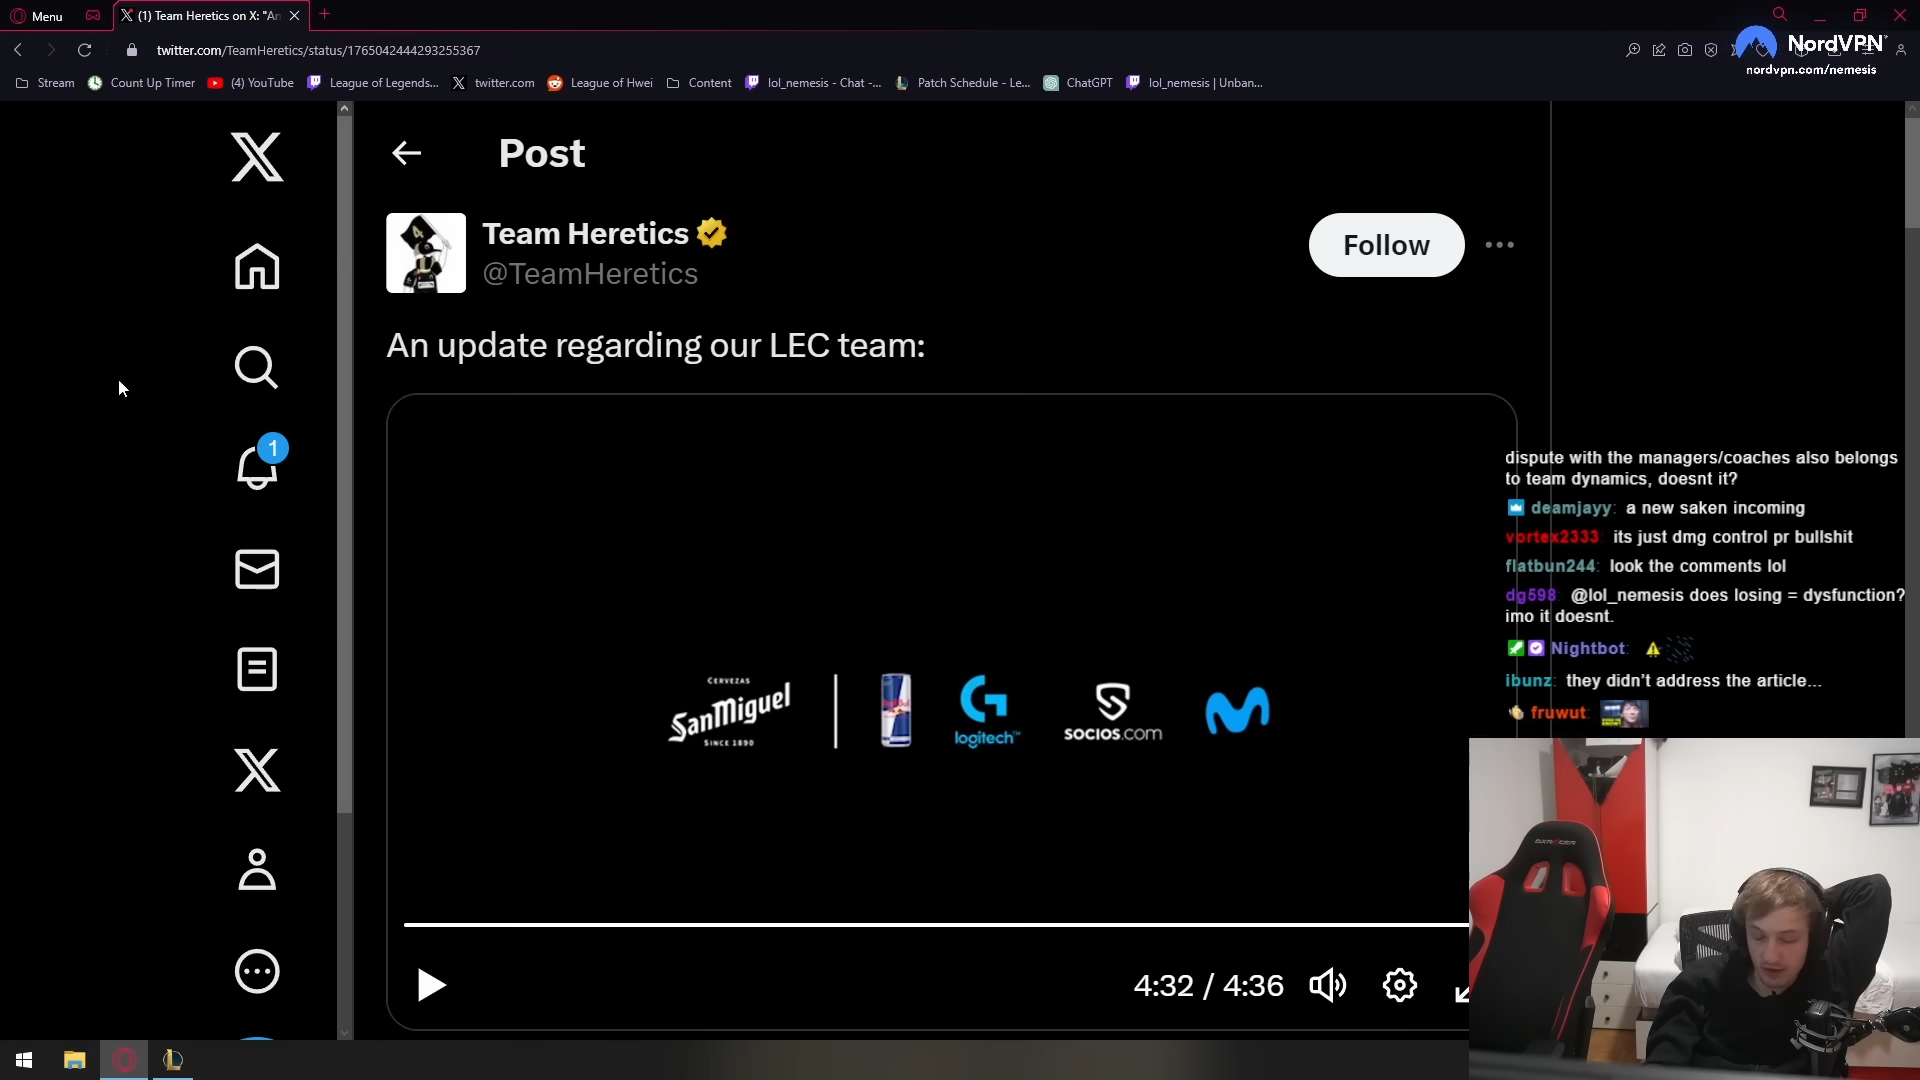 Menu
(1) Team Heretics on X: "An
twitter.com/TeamHeretics/status/1765042444293255367
NordVPN
nordvpn.com/nemesis
Stream
Count Up Timer
(4) YouTube
League of Legends...
twitter.com
League of Hwei
Content
lol_nemesis - Chat -...
Patch Schedule - Le...
ChatGPT
lol_nemesis | Unban...
Post
Team Heretics
@TeamHeretics
Follow
An update regarding our LEC team:
1
CERVEZAS
SanMiguel
SINCE 1890
RedBull
logitech™
socios.com
4:32 / 4:36
dispute with the managers/coaches also belongs
to team dynamics, doesnt it?
deamjayy: a new saken incoming
vortex2333: its just dmg control pr bullshit
flatbun244: look the comments lol
dg598: @lol_nemesis does losing = dysfunction?
imo it doesnt.
Nightbot:
ibunz: they didn't address the article...
fruwut:
DXRACER